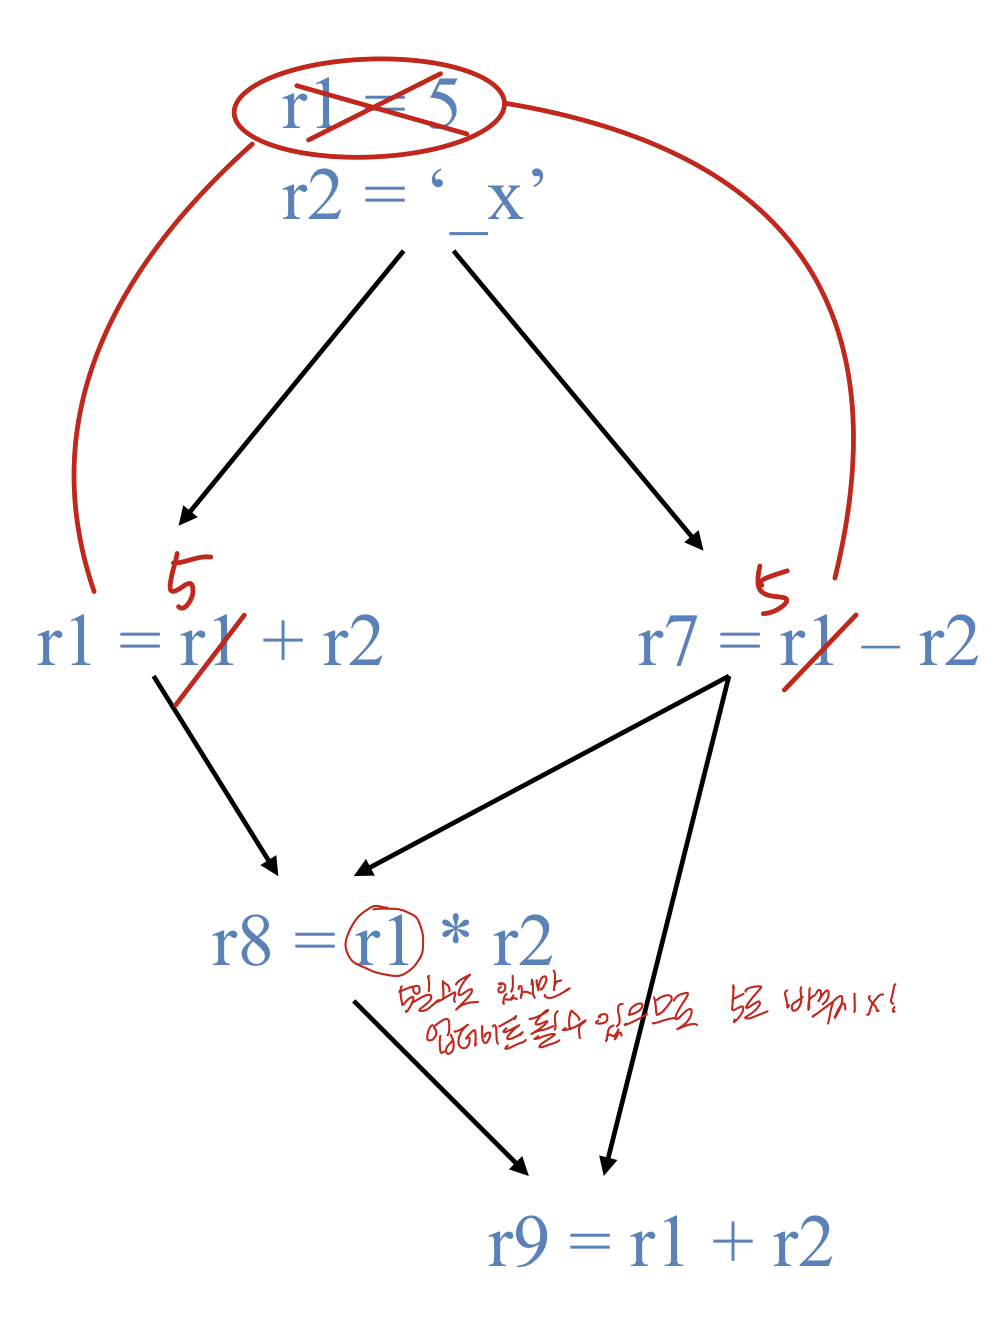 r1 = 5
r2 = ‘_x’
5
5
r1 = r1 + r2
r7 = r1 – r2
r8 = r1 * r2
5일수도 있지만
업데이트 될 수 있으므로 5로 바뀌지 x!
r9 = r1 + r2